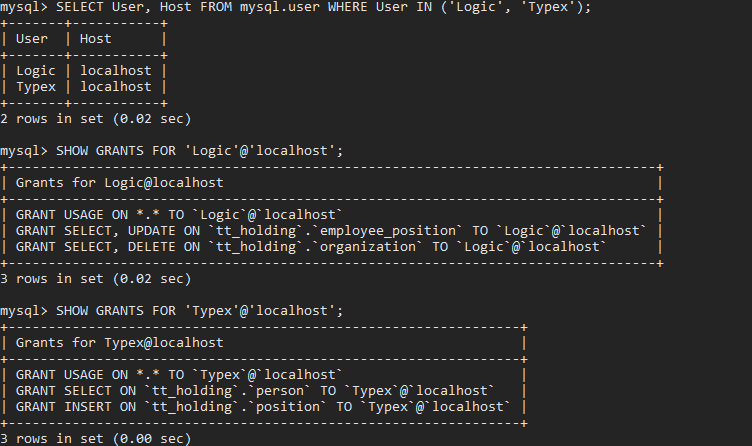 mysql> SELECT User, Host FROM mysql.user WHERE User IN ('Logic', 'Typex');
+-------+-----------+
| User  | Host      |
+-------+-----------+
| Logic | localhost |
| Typex | localhost |
+-------+-----------+
2 rows in set (0.02 sec)

mysql> SHOW GRANTS FOR 'Logic'@'localhost';
+---------------------------------------------------------------------------------+
| Grants for Logic@localhost                                                      |
+---------------------------------------------------------------------------------+
| GRANT USAGE ON *.* TO `Logic`@`localhost`                                       |
| GRANT SELECT, UPDATE ON `tt_holding`.`employee_position` TO `Logic`@`localhost` |
| GRANT SELECT, DELETE ON `tt_holding`.`organization` TO `Logic`@`localhost`      |
+---------------------------------------------------------------------------------+
3 rows in set (0.02 sec)

mysql> SHOW GRANTS FOR 'Typex'@'localhost';
+----------------------------------------------------------------+
| Grants for Typex@localhost                                     |
+----------------------------------------------------------------+
| GRANT USAGE ON *.* TO `Typex`@`localhost`                      |
| GRANT SELECT ON `tt_holding`.`person` TO `Typex`@`localhost`   |
| GRANT INSERT ON `tt_holding`.`position` TO `Typex`@`localhost` |
+----------------------------------------------------------------+
3 rows in set (0.00 sec)